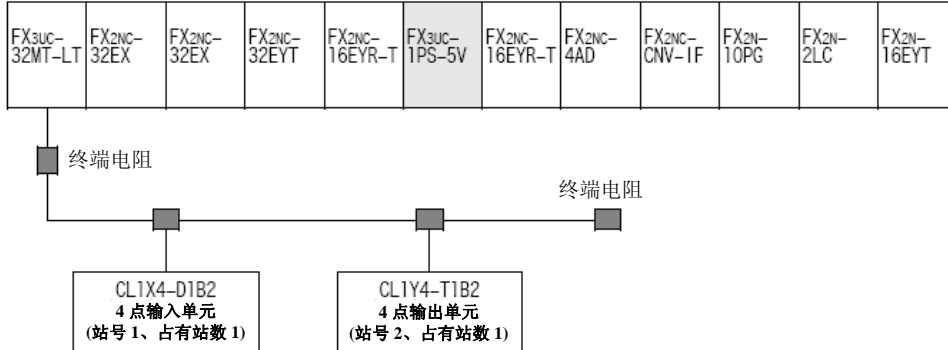 FX3UC-
32MT-LT
FX2NC-
32EX
FX2NC-
32EX
FX2NC-
32EYT
FX2NC-
16EYR-T
FX3UC-
1PS-5V
FX2NC-
16EYR-T
FX2NC-
4AD
FX2NC-
CNV-IF
FX2N-
10PG
FX2N-
2LC
FX2N-
16EYT
终端电阻
终端电阻
CL1X4-D1B2
4 点输入单元
(站号 1、占有站数 1)
CL1Y4-T1B2
4 点输出单元
(站号 2、占有站数 1)